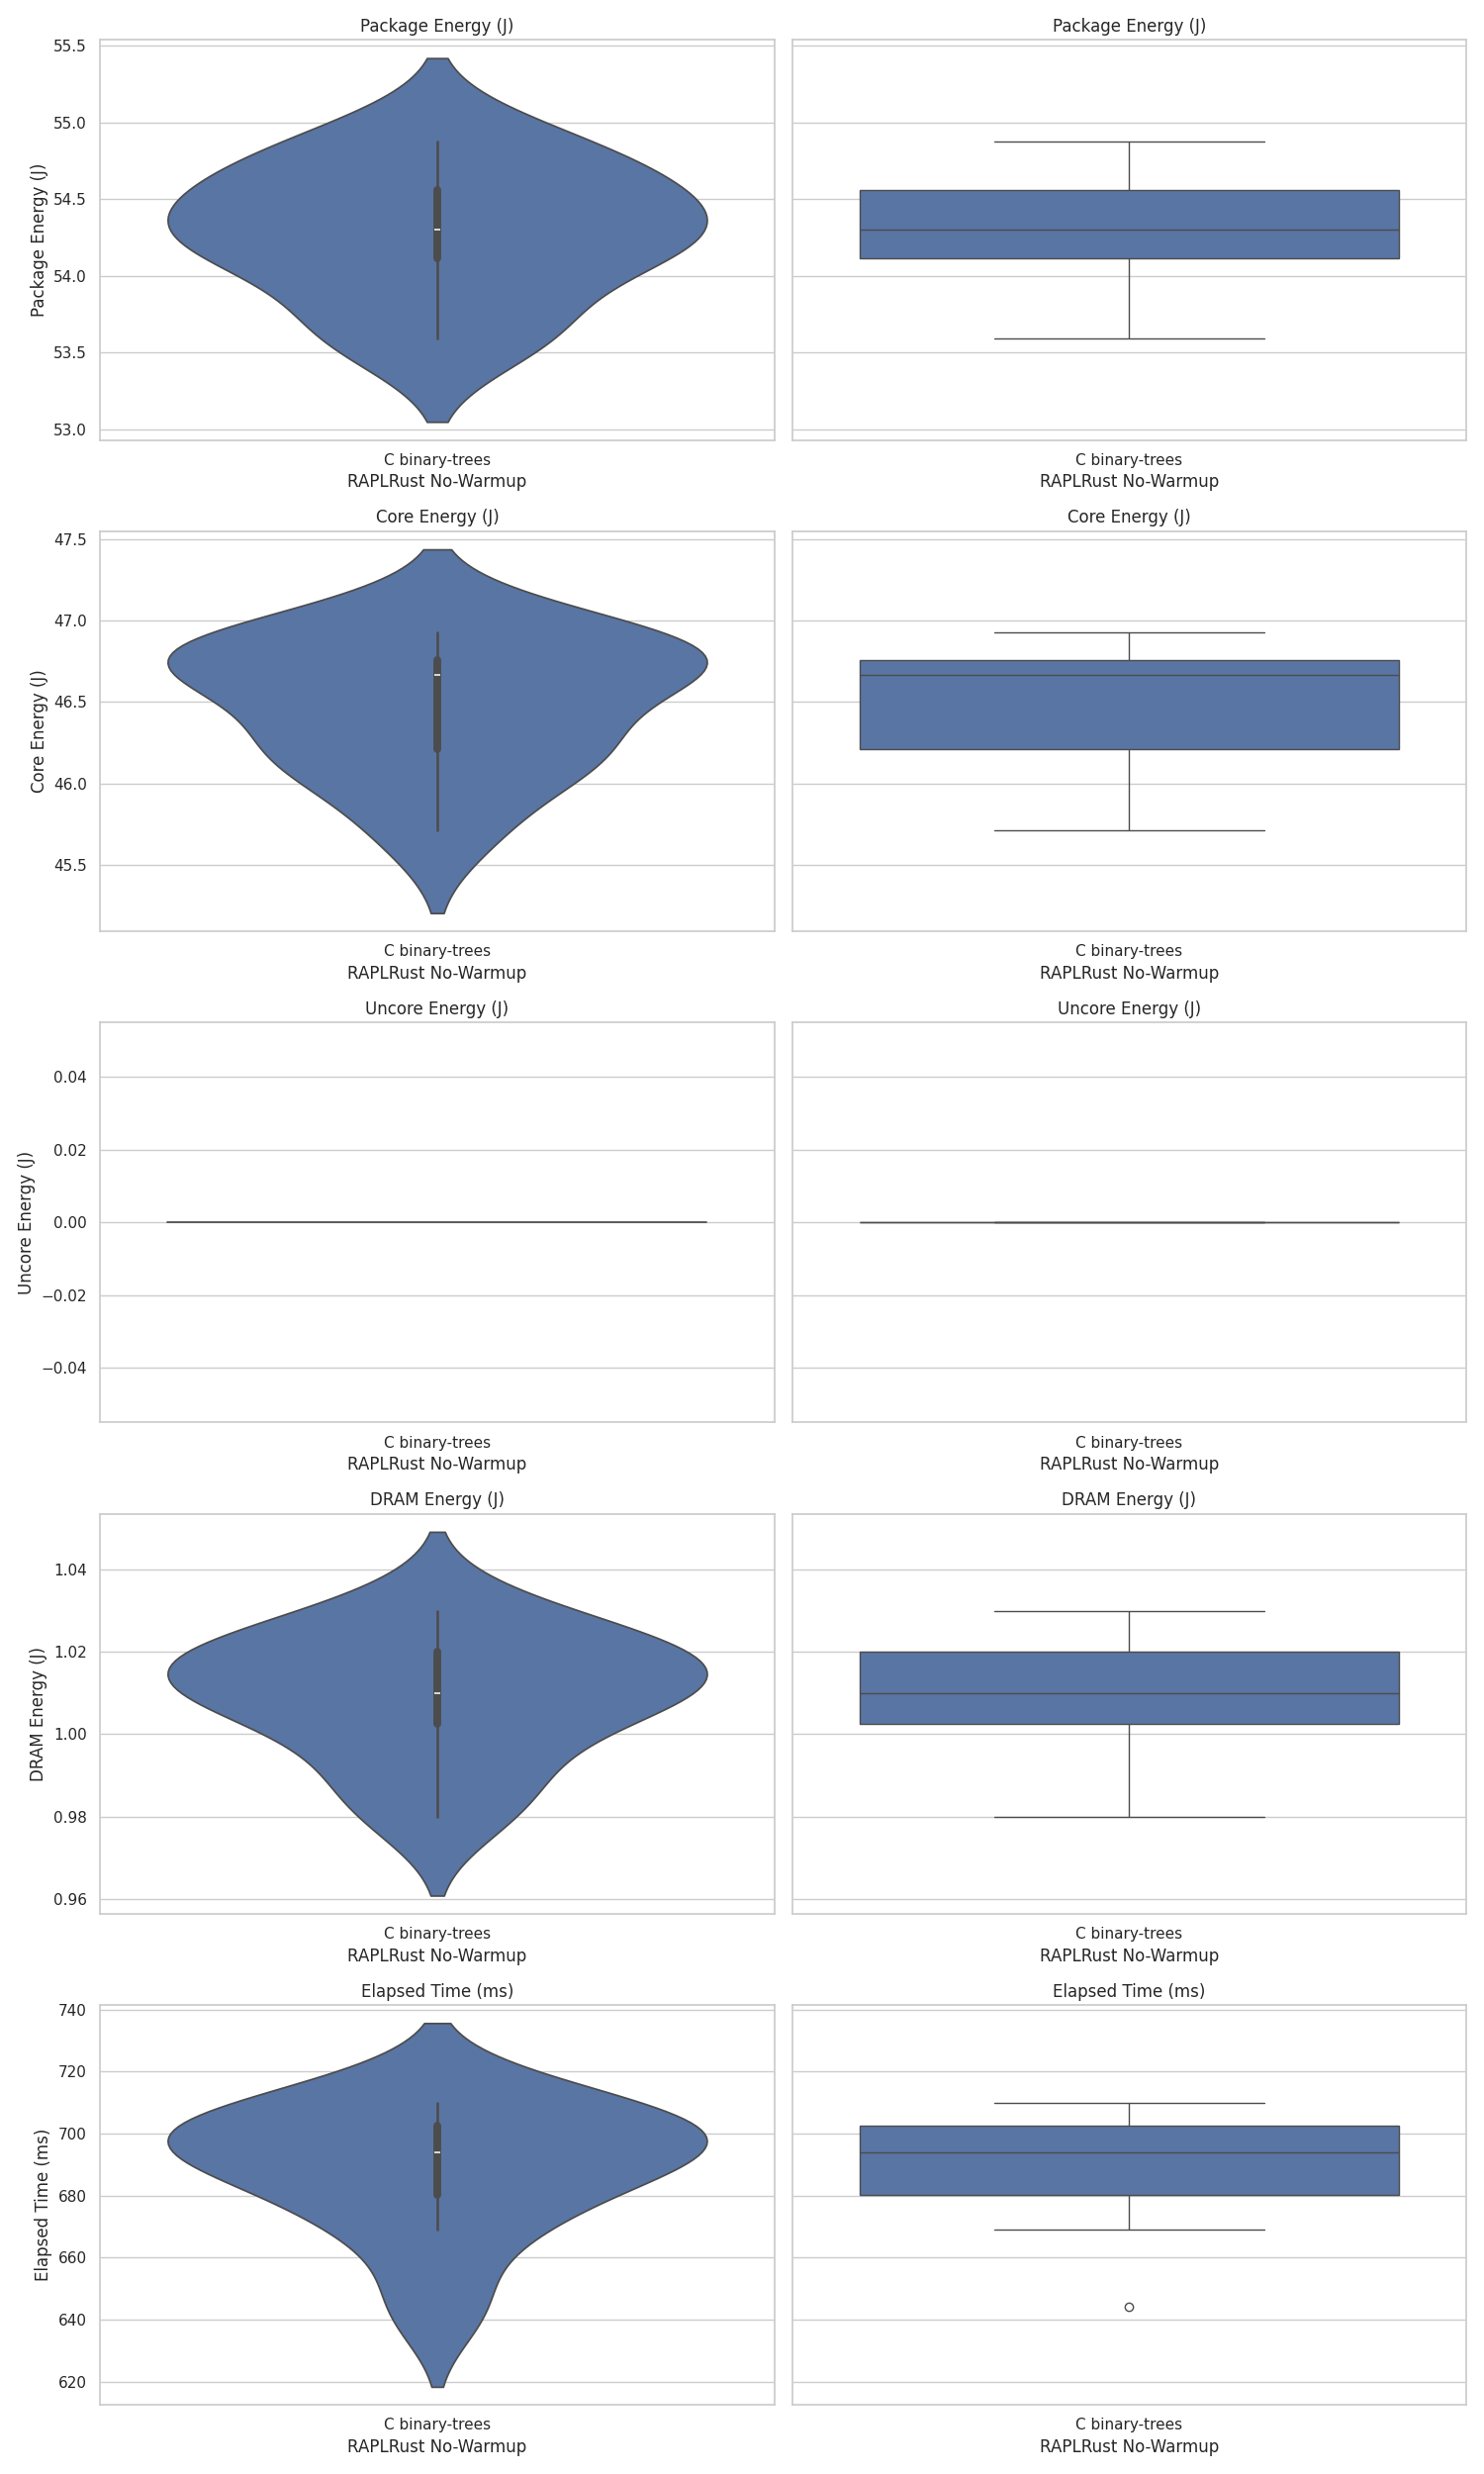 Package Energy (J)
Package Energy (J)
Package Energy (J)
55.5
55.0
54.5
54.0
53.5
53.0
C binary-trees
RAPLRust No-Warmup
C binary-trees
RAPLRust No-Warmup
Core Energy (J)
Core Energy (J)
Core Energy (J)
47.5
47.0
46.5
46.0
45.5
C binary-trees
RAPLRust No-Warmup
C binary-trees
RAPLRust No-Warmup
Uncore Energy (J)
Uncore Energy (J)
Uncore Energy (J)
0.04
0.02
0.00
−0.02
−0.04
C binary-trees
RAPLRust No-Warmup
C binary-trees
RAPLRust No-Warmup
DRAM Energy (J)
DRAM Energy (J)
DRAM Energy (J)
1.04
1.02
1.00
0.98
0.96
C binary-trees
RAPLRust No-Warmup
C binary-trees
RAPLRust No-Warmup
Elapsed Time (ms)
Elapsed Time (ms)
Elapsed Time (ms)
740
720
700
680
660
640
620
C binary-trees
RAPLRust No-Warmup
C binary-trees
RAPLRust No-Warmup